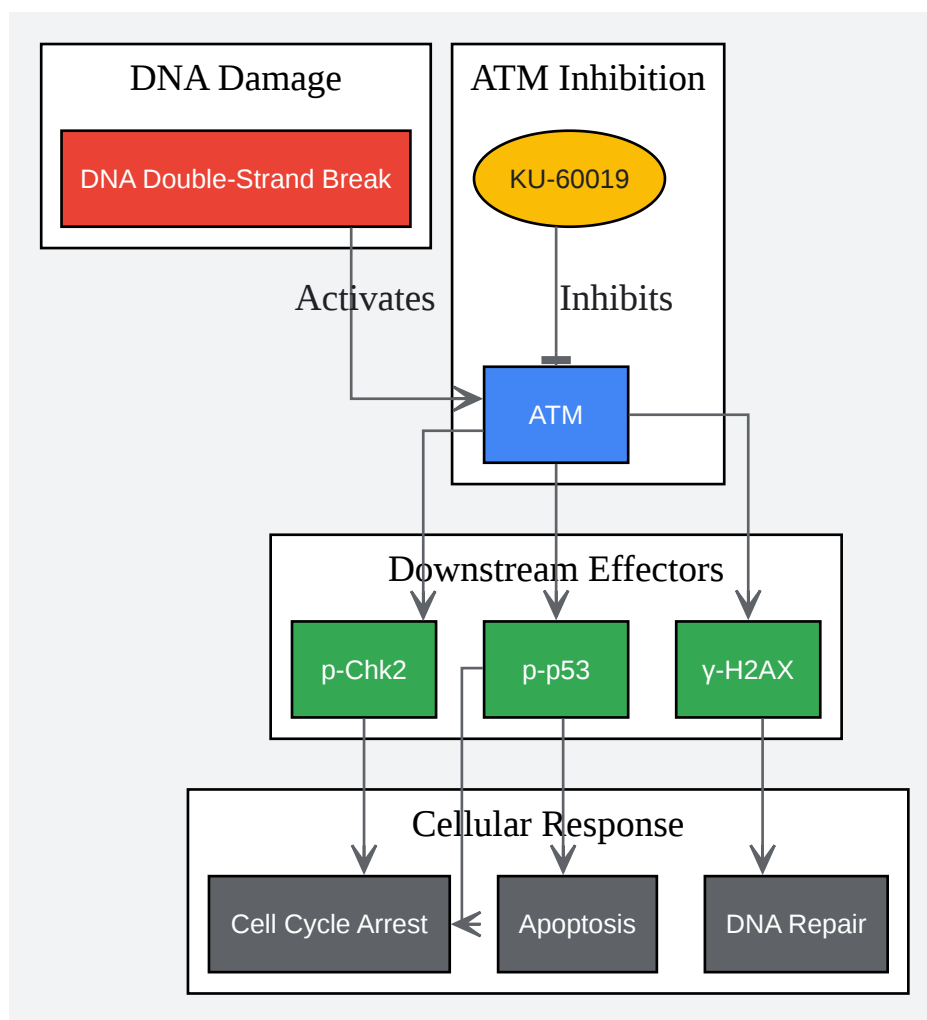 DNA Damage
DNA Double-Strand Break
ATM Inhibition
KU-60019
Activates
Inhibits
ATM
Downstream Effectors
p-Chk2
p-p53
γ-H2AX
Cellular Response
Cell Cycle Arrest
Apoptosis
DNA Repair